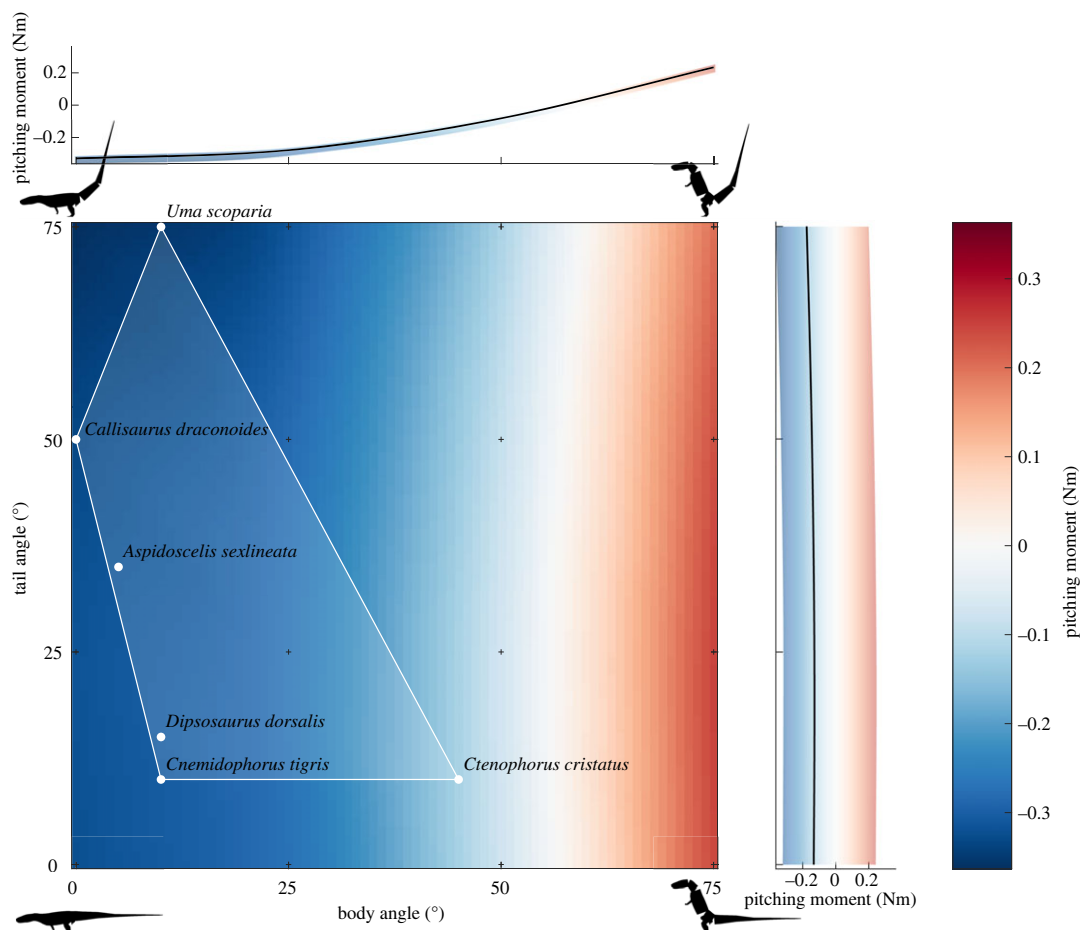 pitching moment (Nm)
0.2
0
–0.2
Uma scoparia
75
50
25
0
tail angle (°)
Callisaurus draconoides
Aspidoscelis sexlineata
Dipsosaurus dorsalis
Cnemidophorus tigris
Ctenophorus cristatus
0
25
50
75
body angle (°)
–0.2
0
0.2
pitching moment (Nm)
0.3
0.2
0.1
0
–0.1
–0.2
–0.3
pitching moment (Nm)